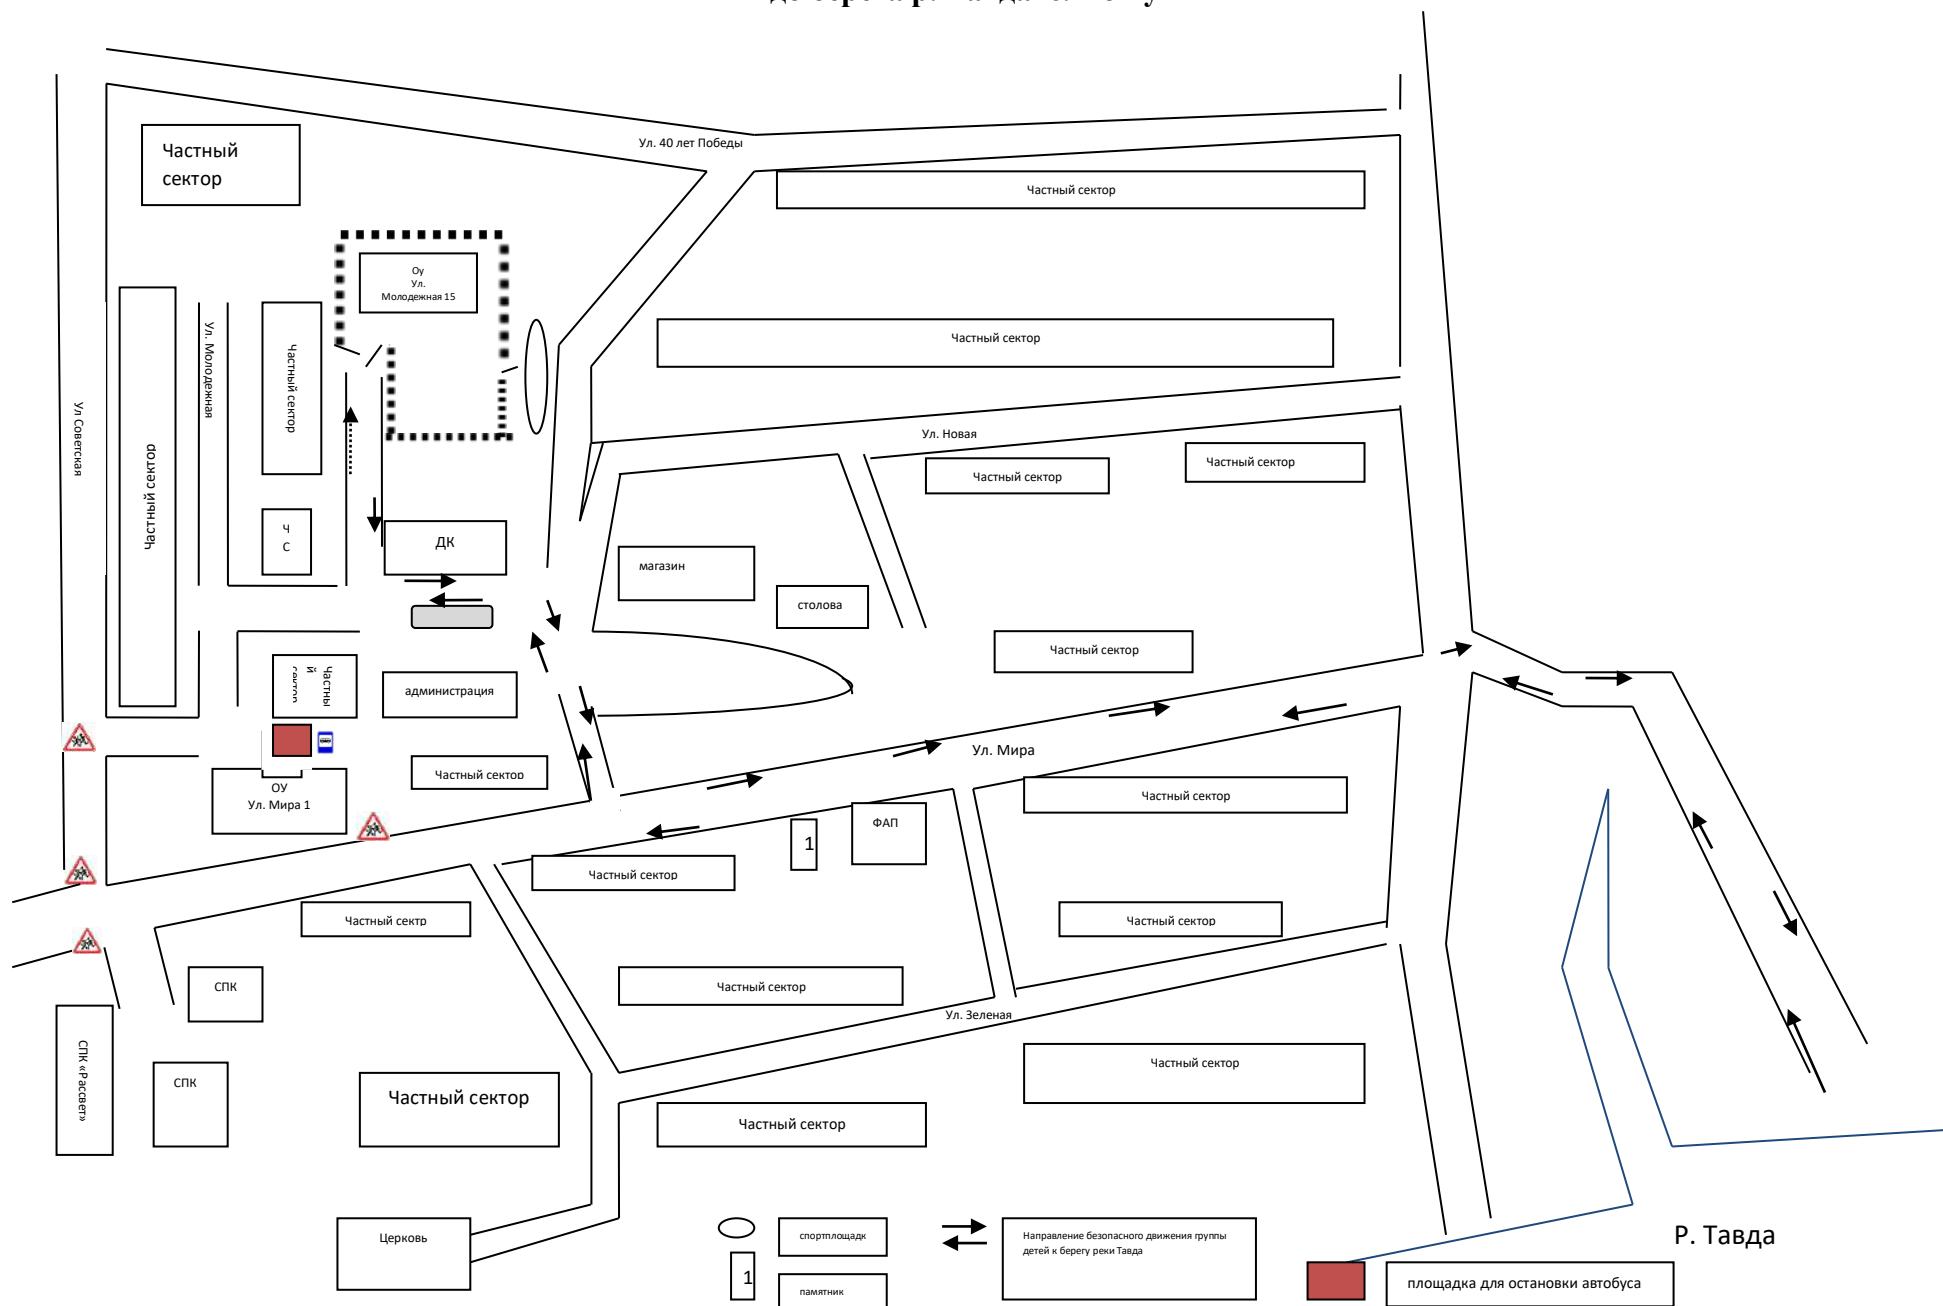 Ул. 40 лет Победы
Частный
сектор
Частный сектор
Оу
Ул.
Молодежная 15
Ул. Молодежная
Частный сектор
Частный сектор
Ул Советская
Частный сектор
Ул. Новая
Частный сектор
Частный сектор
Ч
С
ДК
магазин
столова
Частный сектор
Частны
й
сектор
администрация
Ул. Мира
Частный сектор
ОУ
Ул. Мира 1
Частный сектор
ФАП
1
Частный сектор
Частный сектр
Частный сектор
СПК
Частный сектор
Ул. Зеленая
СПК «Рассвет»
СПК
Частный сектор
Частный сектор
Частный сектор
Церковь
спортплощадк
Направление безопасного движения группы
детей к берегу реки Тавда
Р. Тавда
1
памятник
площадка для остановки автобуса